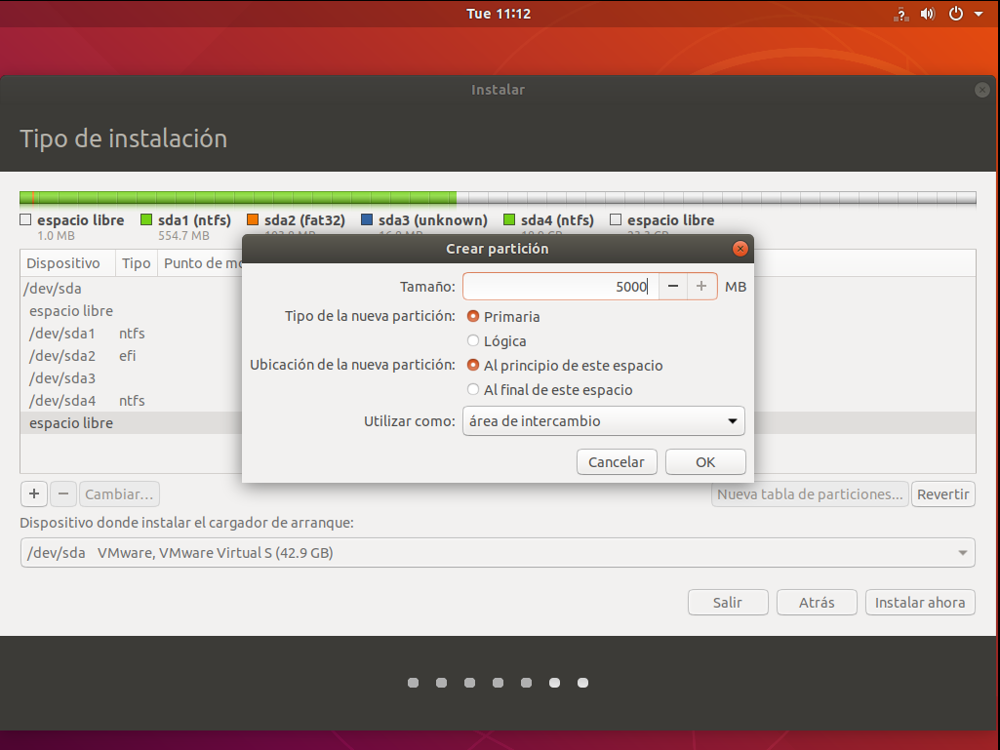 Tue 11:12
Instalar
Tipo de instalación
espacio libre sda1 (ntfs) sda2 (fat32) sda3 (unknown) sda4 (ntfs) espacio libre
1.0 MB 554.7 MB
Crear partición
Dispositivo Tipo Punto de mo
/dev/sda
espacio libre
/dev/sda1 ntfs
/dev/sda2 efi
/dev/sda3
/dev/sda4 ntfs
espacio libre
Tamaño: 5000 − + MB
Tipo de la nueva partición: Primaria
Lógica
Ubicación de la nueva partición: Al principio de este espacio
Al final de este espacio
Utilizar como: área de intercambio
Cancelar OK
+ − Cambiar... Nueva tabla de particiones... Revertir
Dispositivo donde instalar el cargador de arranque:
/dev/sda VMware, VMware Virtual S (42.9 GB)
Salir Atrás Instalar ahora